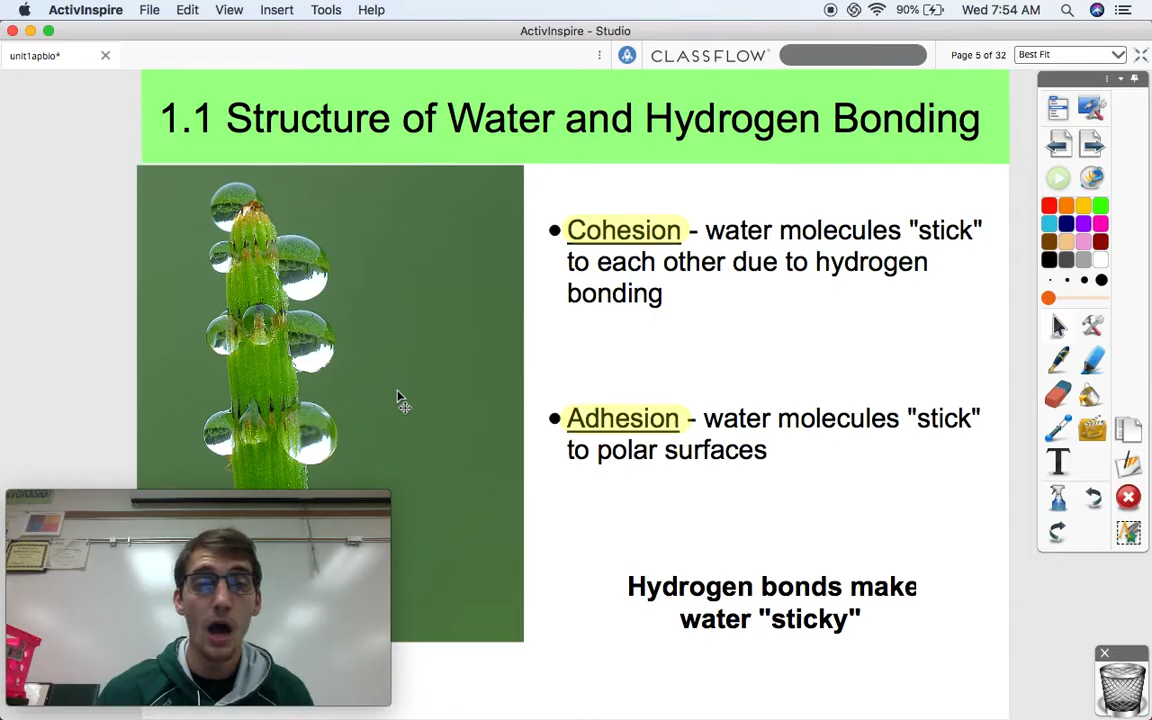 ActivInspire File Edit View Insert Tools Help 90% Wed 7:54 AM
ActivInspire - Studio
unit1apbio* CLASSFLOW Page 5 of 32 Best Fit
1.1 Structure of Water and Hydrogen Bonding
•Cohesion - water molecules "stick"
to each other due to hydrogen
bonding
•Adhesion - water molecules "stick"
to polar surfaces
Hydrogen bonds make
water "sticky"
T